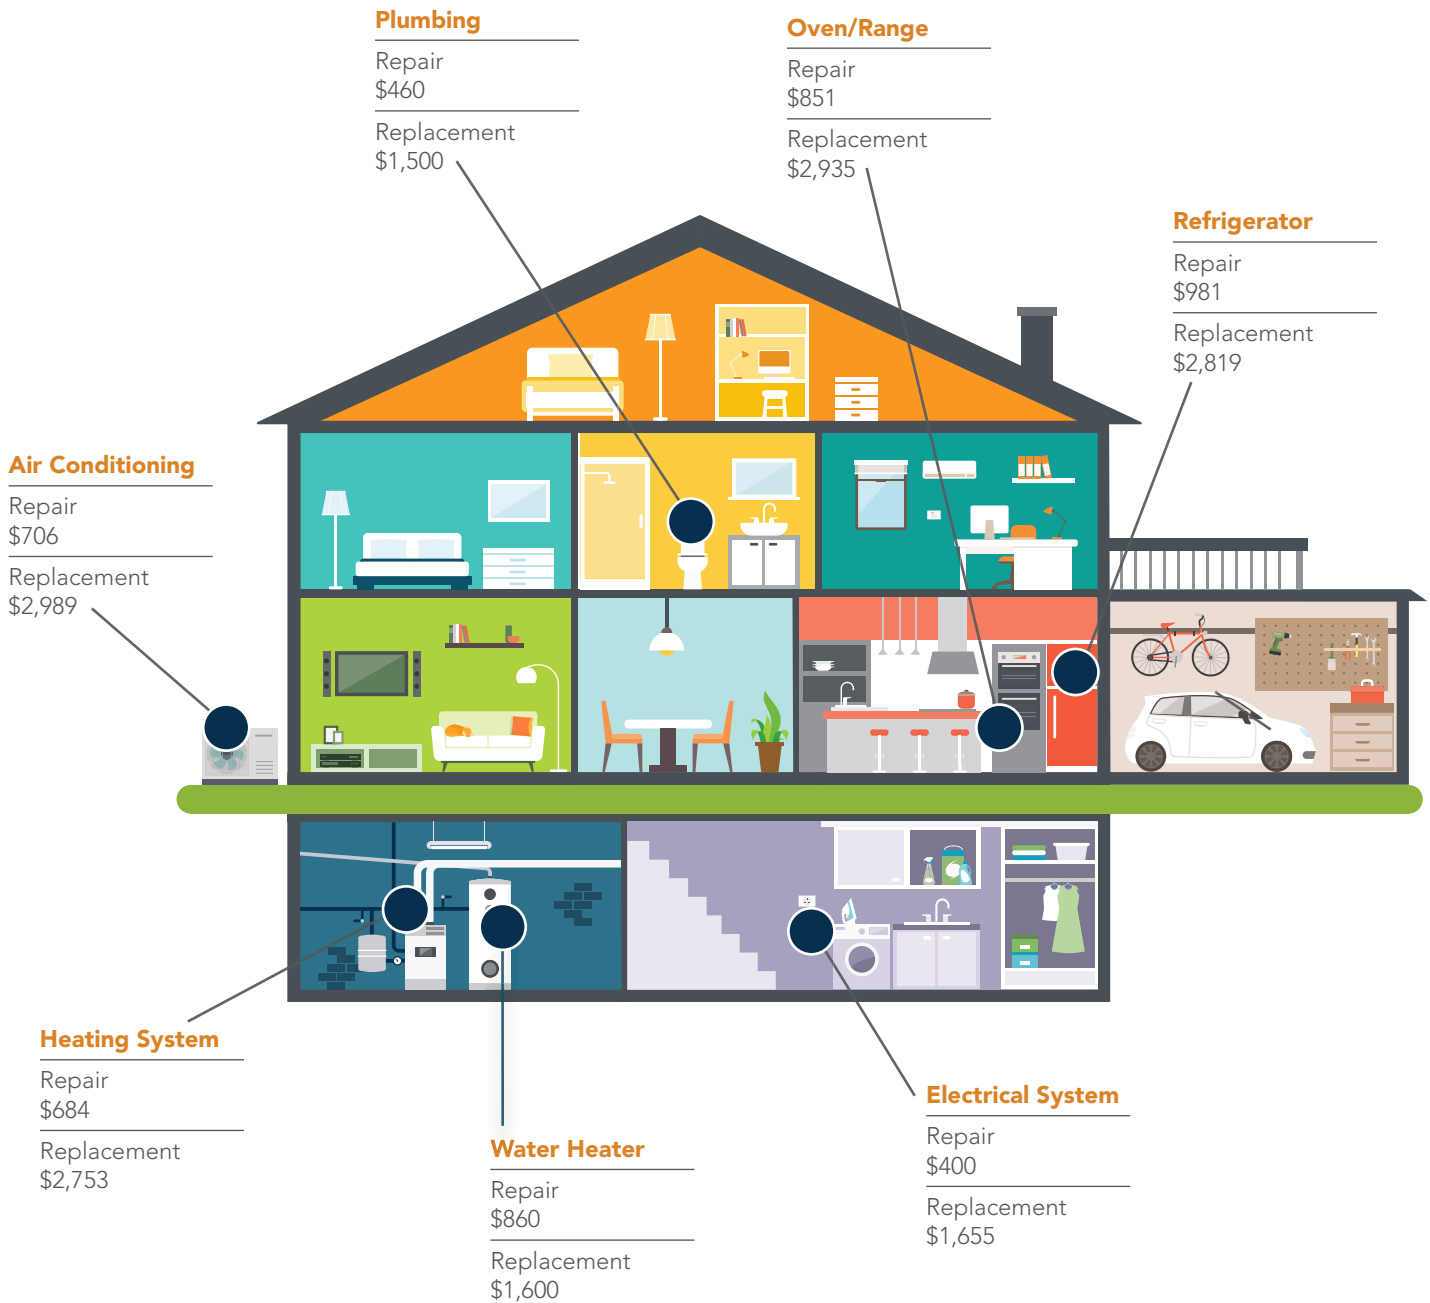 Plumbing
Repair
$460
Replacement
$1,500
Oven/Range
Repair
$851
Replacement
$2,935
Refrigerator
Repair
$981
Replacement
$2,819
Air Conditioning
Repair
$706
Replacement
$2,989
Heating System
Repair
$684
Replacement
$2,753
Water Heater
Repair
$860
Replacement
$1,600
Electrical System
Repair
$400
Replacement
$1,655